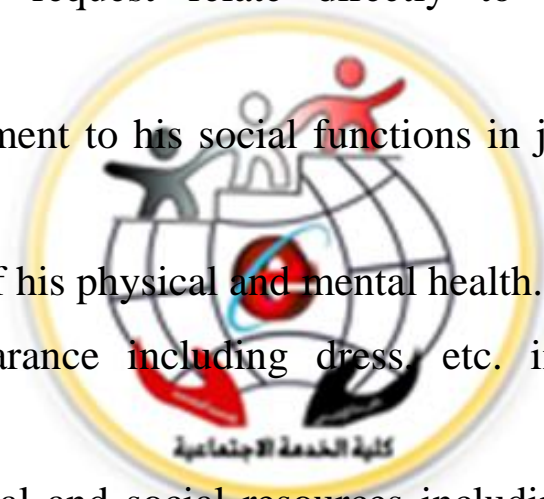 request relate directly to
ment to his social functions in j
f his physical and mental health.
arance including dress, etc. i
كلية الخدمة الاجتماعية
al and social resources includi